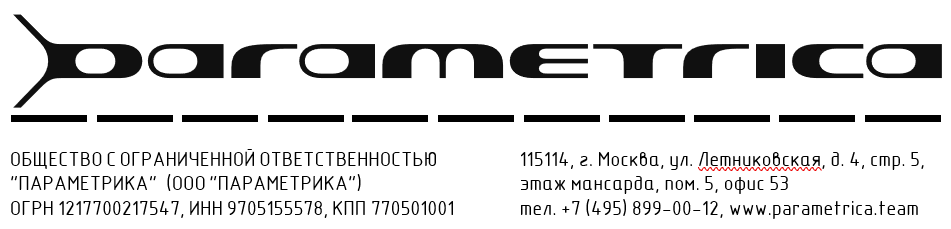 parametrica
ОБЩЕСТВО С ОГРАНИЧЕННОЙ ОТВЕТСТВЕННОСТЬЮ
"ПАРАМЕТРИКА" (ООО "ПАРАМЕТРИКА")
ОГРН 1217700217547, ИНН 9705155578, КПП 770501001
115114, г. Москва, ул. Летниковская, д. 4, стр. 5,
этаж мансарда, пом. 5, офис 53
тел. +7 (495) 899-00-12, www.parametrica.team